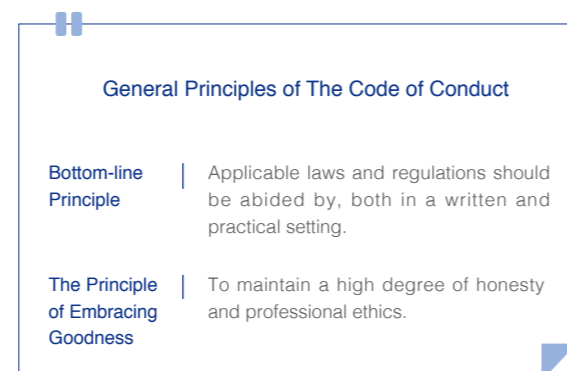 General Principles of The Code of Conduct
Bottom-line
Principle
Applicable laws and regulations should
be abided by, both in a written and
practical setting.
The Principle
of Embracing
Goodness
To maintain a high degree of honesty
and professional ethics.